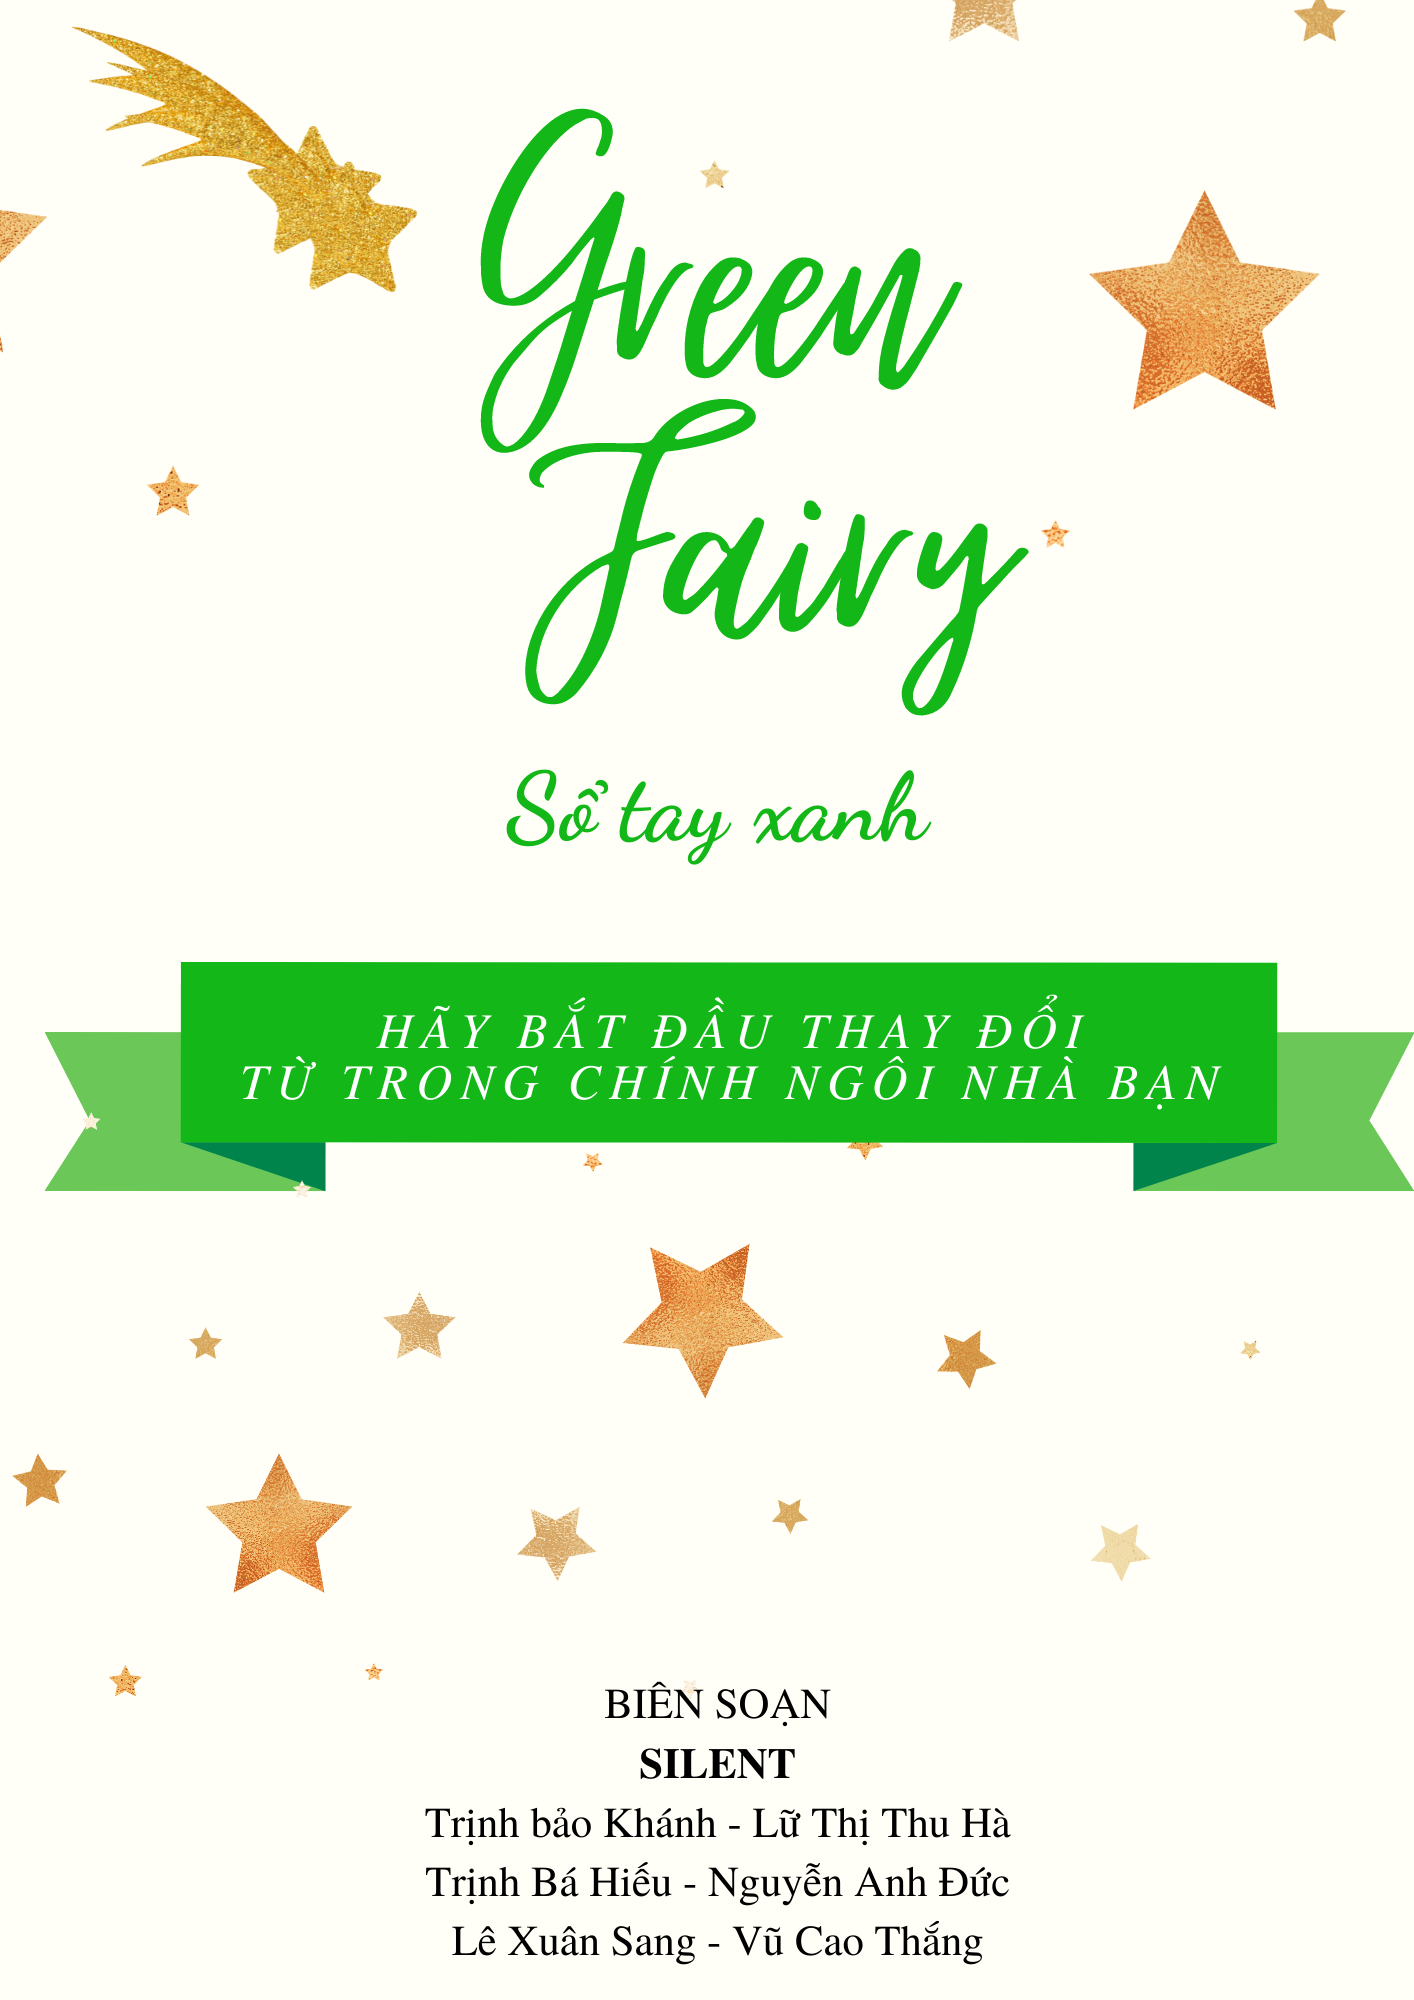 Green
Fairy
Sổ tay xanh
HÃY BẮT ĐẦU THAY ĐỔI
TỪ TRONG CHÍNH NGÔI NHÀ BẠN
BIÊN SOẠN
SILENT
Trịnh bảo Khánh - Lữ Thị Thu Hà
Trịnh Bá Hiếu - Nguyễn Anh Đức
Lê Xuân Sang - Vũ Cao Thắng